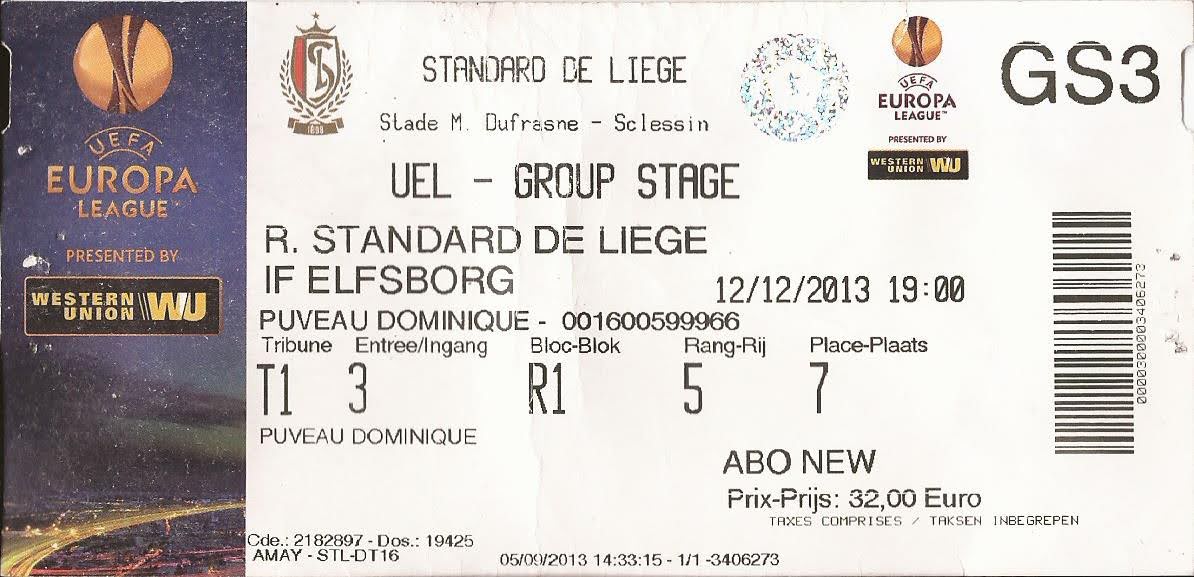 UEFA
EUROPA
LEAGUE™
PRESENTED BY
WESTERN
UNION WU
1898
STANDARD DE LIEGE
Stade M. Dufrasne - Sclessin
UEL - GROUP STAGE
UEFA
EUROPA
LEAGUE™
PRESENTED BY
WESTERN
UNION WU
GS3
R. STANDARD DE LIEGE
IF ELFSBORG 12/12/2013 19:00
PUVEAU DOMINIQUE - 001600599966
Tribune Entree/Ingang Bloc-Blok Rang-Rij Place-Plaats
T1 3 R1 5 7
PUVEAU DOMINIQUE
ABO NEW
Prix-Prijs: 32,00 Euro
TAXES COMPRISES / TAKSEN INBEGREPEN
Cde.: 2182897 - Dos.: 19425
AMAY - STL-DT16
05/09/2013 14:33:15 - 1/1 -3406273
0000300003406273